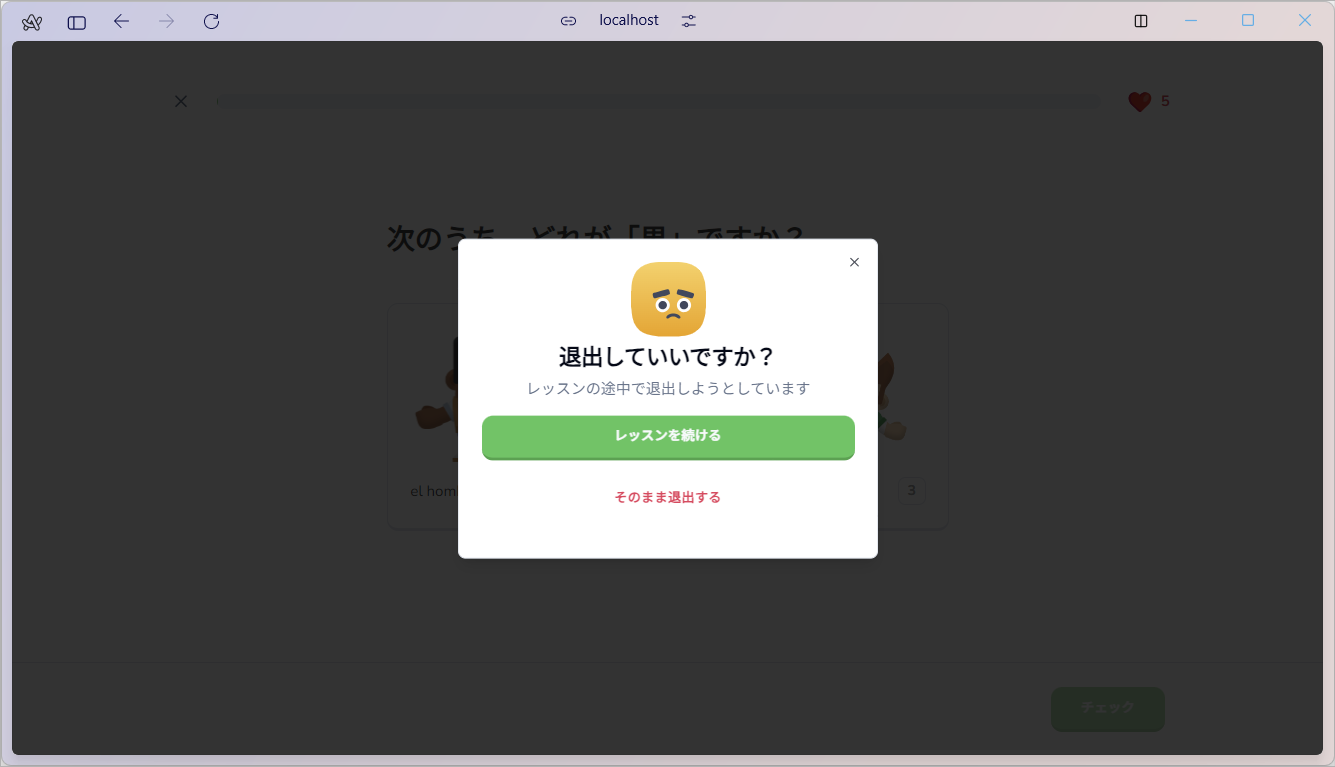 localhost
5
次のうち、どれが「男」ですか？
退出していいですか？
レッスンの途中で退出しようとしています
レッスンを続ける
そのまま退出する
el hom
3
チェック